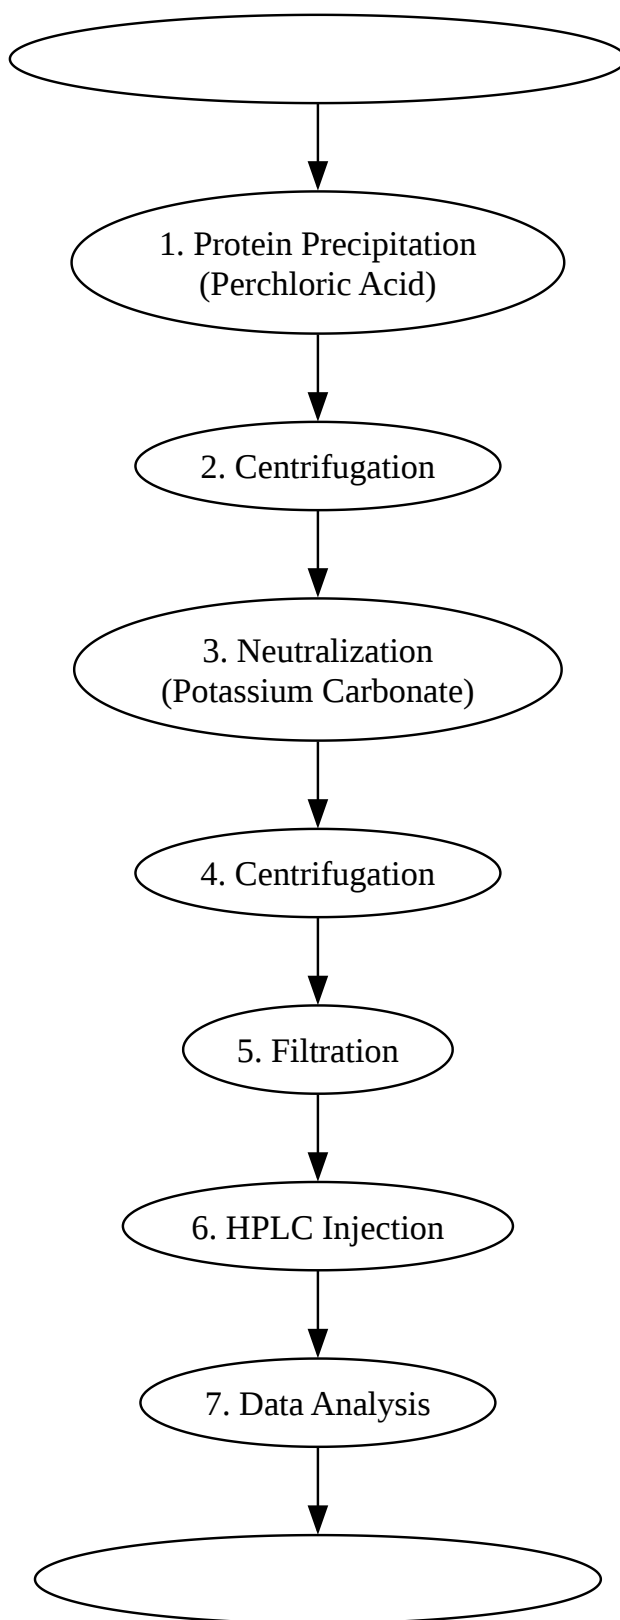 1. Protein Precipitation
(Perchloric Acid)
2. Centrifugation
3. Neutralization
(Potassium Carbonate)
4. Centrifugation
5. Filtration
6. HPLC Injection
7. Data Analysis